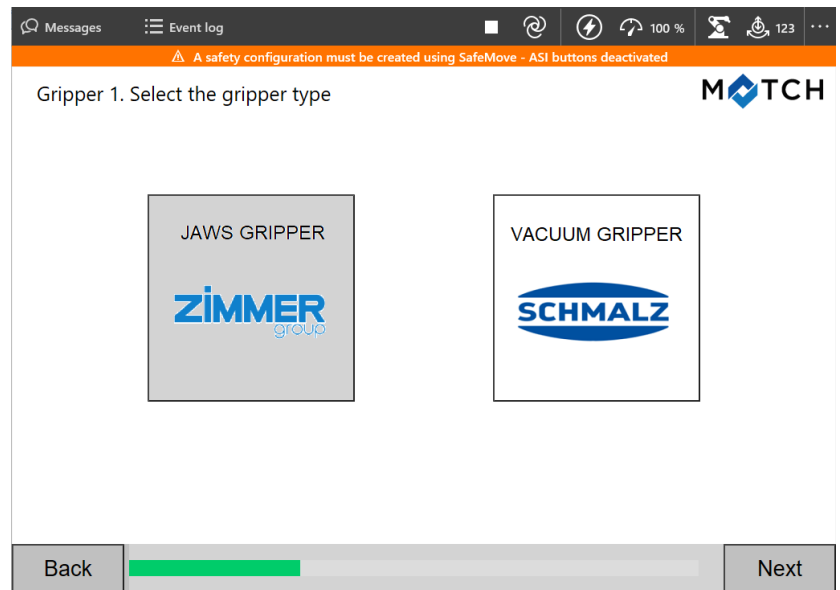 Messages
Event log
100 %
123
A safety configuration must be created using SafeMove - ASI buttons deactivated
Gripper 1. Select the gripper type
MATCH
JAWS GRIPPER
ZIMMER
group
VACUUM GRIPPER
SCHMALZ
Back
Next